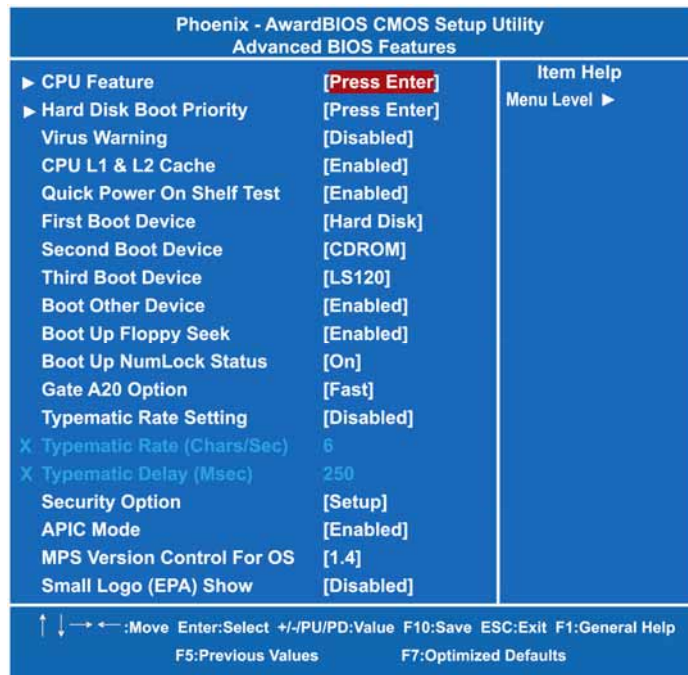 Phoenix - AwardBIOS CMOS Setup Utility
Advanced BIOS Features
► CPU Feature [Press Enter]
► Hard Disk Boot Priority [Press Enter]
Virus Warning [Disabled]
CPU L1 & L2 Cache [Enabled]
Quick Power On Shelf Test [Enabled]
First Boot Device [Hard Disk]
Second Boot Device [CDROM]
Third Boot Device [LS120]
Boot Other Device [Enabled]
Boot Up Floppy Seek [Enabled]
Boot Up NumLock Status [On]
Gate A20 Option [Fast]
Typematic Rate Setting [Disabled]
X Typematic Rate (Chars/Sec) 6
X Typematic Delay (Msec) 250
Security Option [Setup]
APIC Mode [Enabled]
MPS Version Control For OS [1.4]
Small Logo (EPA) Show [Disabled]
Item Help
Menu Level ►
↑ ↓ → ← :Move Enter:Select +/-/PU/PD:Value F10:Save ESC:Exit F1:General Help
F5:Previous Values F7:Optimized Defaults